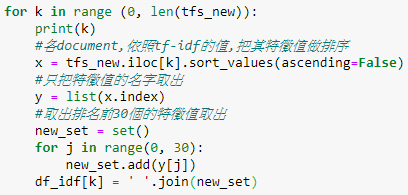 for k in range (0, len(tfs_new)):
    print(k)
    #各document,依照tf-idf的值,把其特徵值做排序
    x = tfs_new.iloc[k].sort_values(ascending=False)
    #只把特徵值的名字取出
    y = list(x.index)
    #取出排名前30個的特徵值取出
    new_set = set()
    for j in range(0, 30):
        new_set.add(y[j])
    df_idf[k] = ' '.join(new_set)